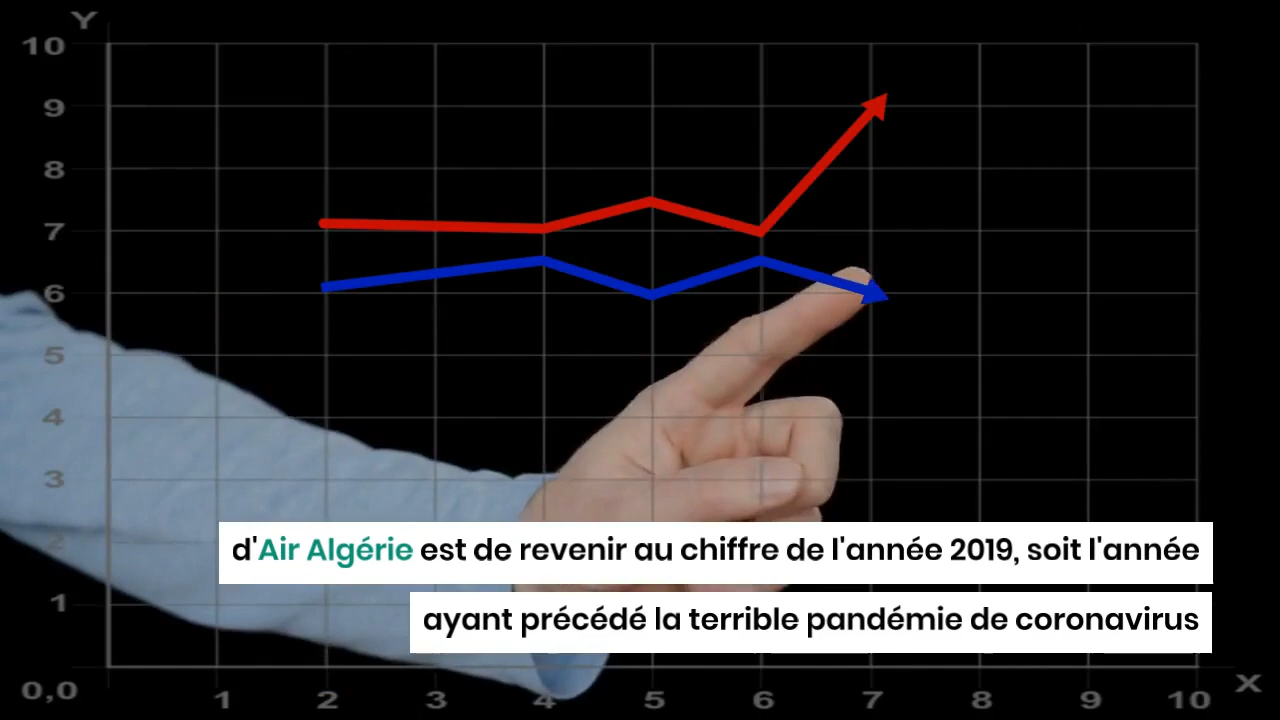 Y
10
9
8
7
6
5
4
3
2
d'Air Algérie est de revenir au chiffre de l'année 2019, soit l'année
1
ayant précédé la terrible pandémie de coronavirus
0,0
1 2 3 4 5 6 7 8 9 10 X